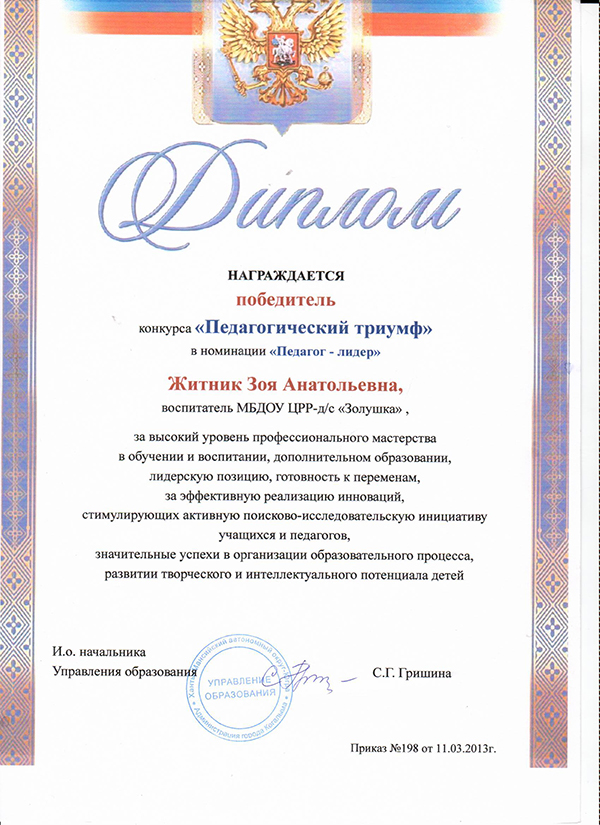 Диплом
НАГРАЖДАЕТСЯ
победитель
конкурса «Педагогический триумф»
в номинации «Педагог - лидер»
Житник Зоя Анатольевна,
воспитатель МБДОУ ЦРР-д/с «Золушка» ,
за высокий уровень профессионального мастерства
в обучении и воспитании, дополнительном образовании,
лидерскую позицию, готовность к переменам,
за эффективную реализацию инноваций,
стимулирующих активную поисково-исследовательскую инициативу
учащихся и педагогов,
значительные успехи в организации образовательного процесса,
развитии творческого и интеллектуального потенциала детей
И.о. начальника
Управления образования
С.Г. Гришина
Ханты-Мансийский автономный округ
УПРАВЛЕНИЕ
ОБРАЗОВАНИЯ
Администрация города Когалыма
Приказ №198 от 11.03.2013г.